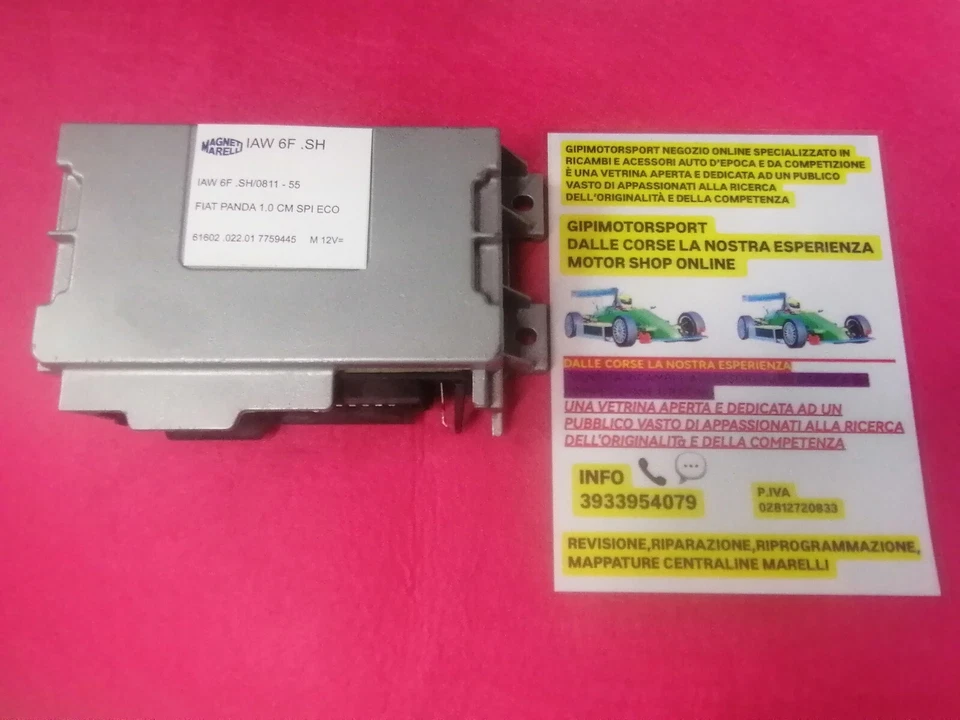 MAGNETI
MARELLI
IAW 6F .SH
IAW 6F .SH/0811 - 55
FIAT PANDA 1.0 CM SPI ECO
61602 .022.01 7759445 M 12V=
GIPIMOTORSPORT NEGOZIO ONLINE SPECIALIZZATO IN
RICAMBI E ACESSORI AUTO D'EPOCA E DA COMPETIZIONE
È UNA VETRINA APERTA E DEDICATA AD UN PUBLICO
VASTO DI APPASSIONATI ALLA RICERCA
DELL'ORIGINALITÀ E DELLA COMPETENZA
GIPIMOTORSPORT
DALLE CORSE LA NOSTRA ESPERIENZA
MOTOR SHOP ONLINE
DALLE CORSE LA NOSTRA ESPERIENZA
UNA VETRINA APERTA E DEDICATA AD UN
PUBBLICO VASTO DI APPASSIONATI ALLA RICERCA
DELL'ORIGINALITà E DELLA COMPETENZA
INFO
3933954079
P.IVA
02812720833
REVISIONE,RIPARAZIONE,RIPROGRAMMAZIONE,
MAPPATURE CENTRALINE MARELLI